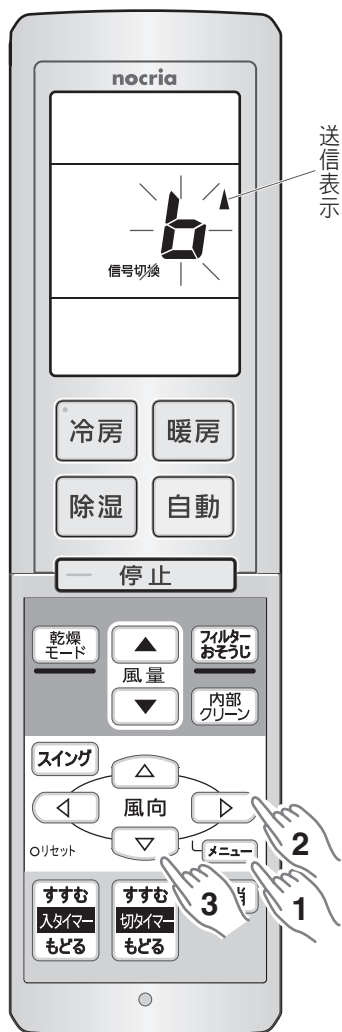 nocria
送信表示
b
信号切換
冷房
暖房
除湿
自動
停止
乾燥
モード
▲
風量
▼
フィルター
おそうじ
内部
クリーン
スイング
△
◁
風向
▷
▽
リセット
メニュー
2
1
3
すすむ
入タイマー
もどる
すすむ
切タイマー
もどる